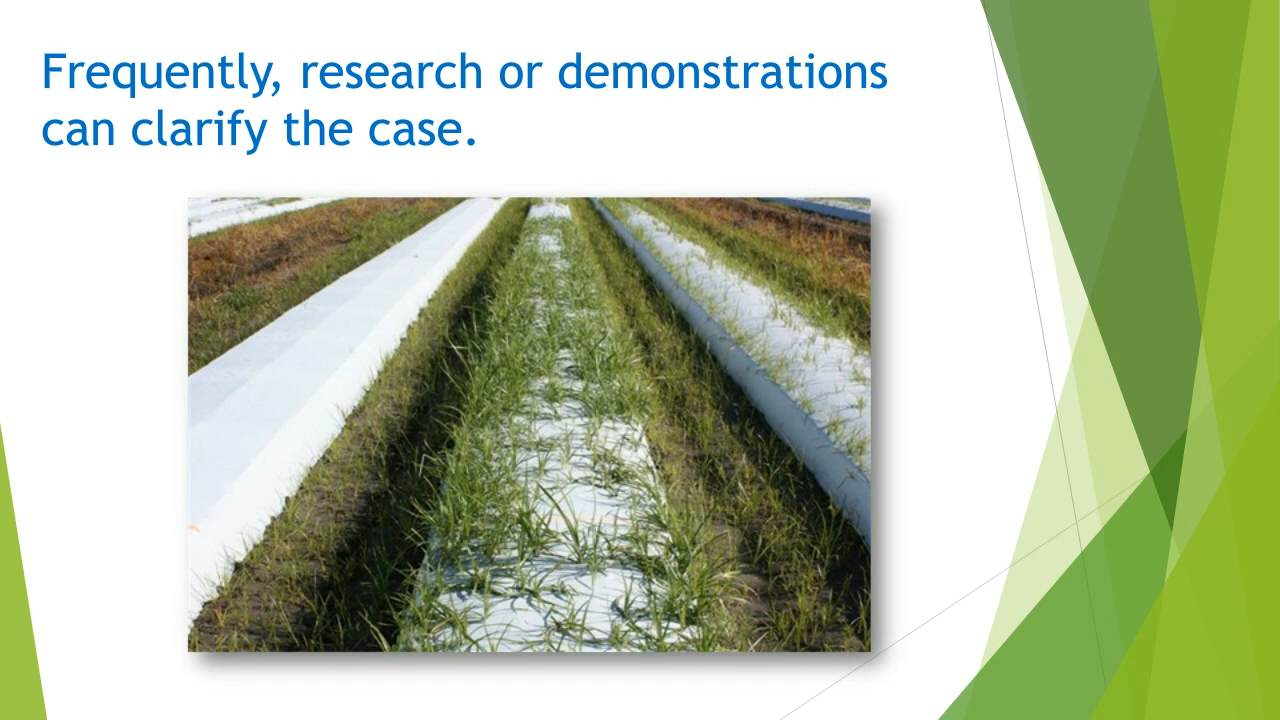 Frequently, research or demonstrations
can clarify the case.